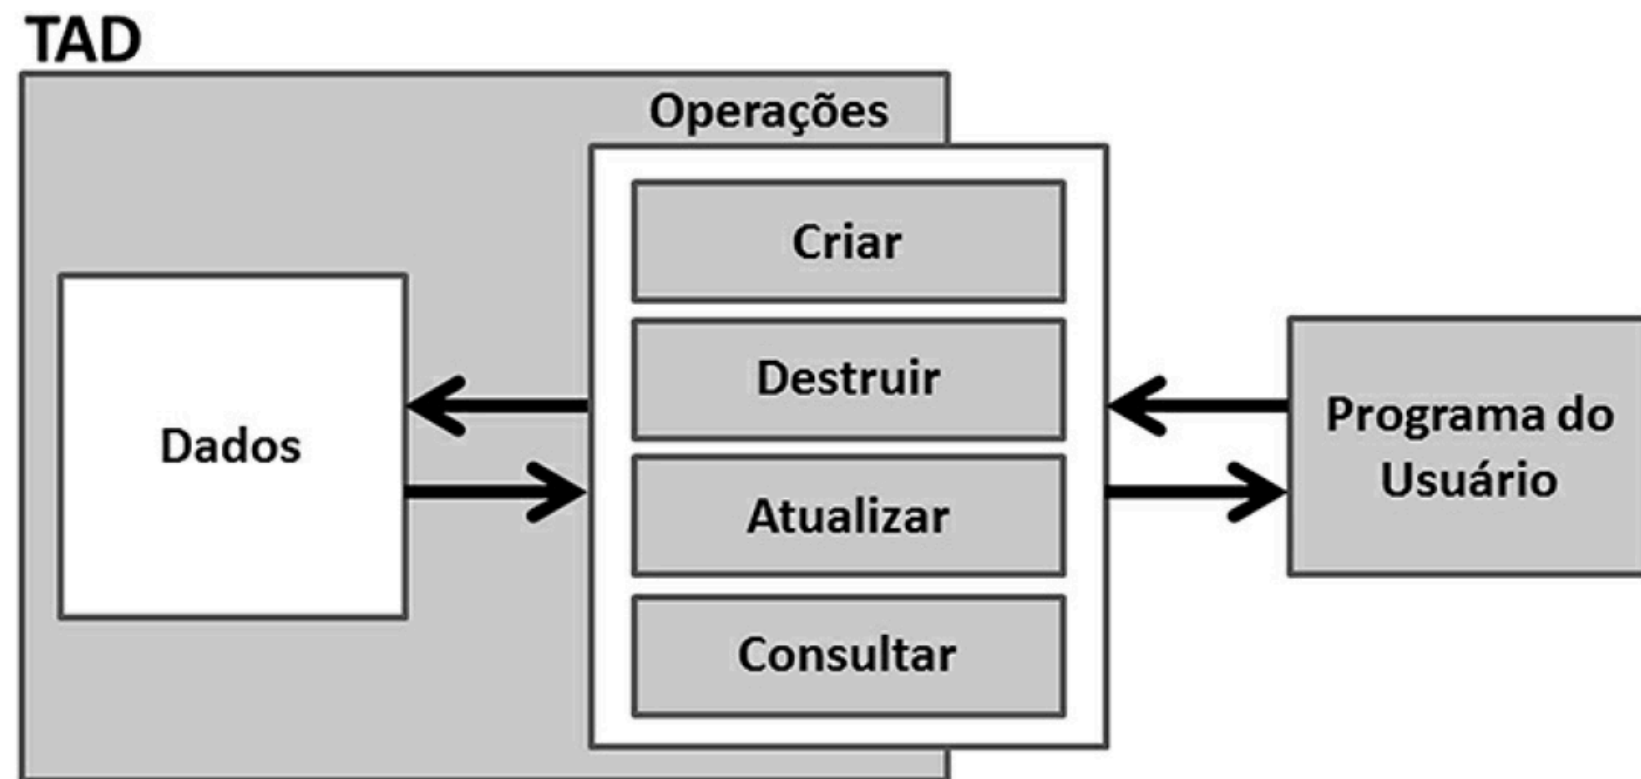 TAD
Operações
Criar
Destruir
Atualizar
Consultar
Dados
Programa do
Usuário